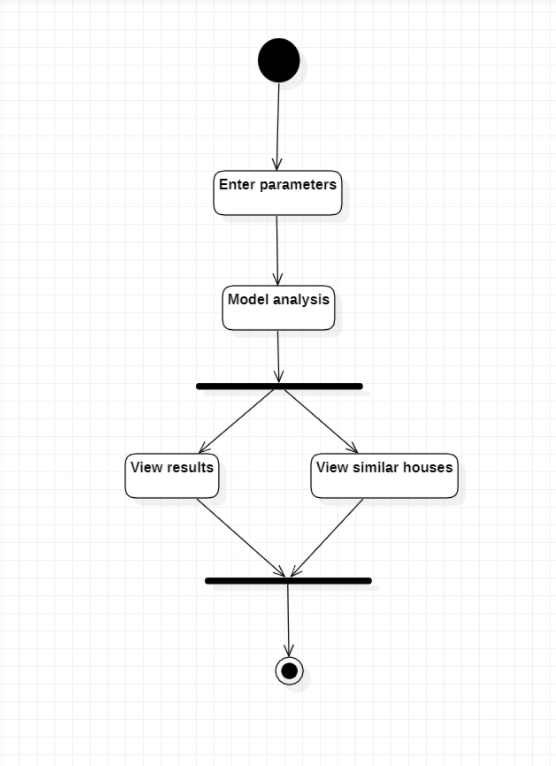 Enter parameters
Model analysis
View results
View similar houses